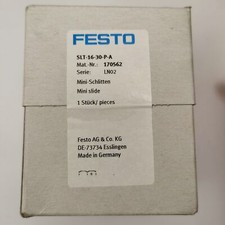 FESTO
SLT-16-30-P-A
Mat.-Nr.: 170562
Serie: LN02
Mini-Schlitten
Mini slide
1 Stück/ pieces
Festo AG & Co. KG
DE-73734 Esslingen
Made in Germany